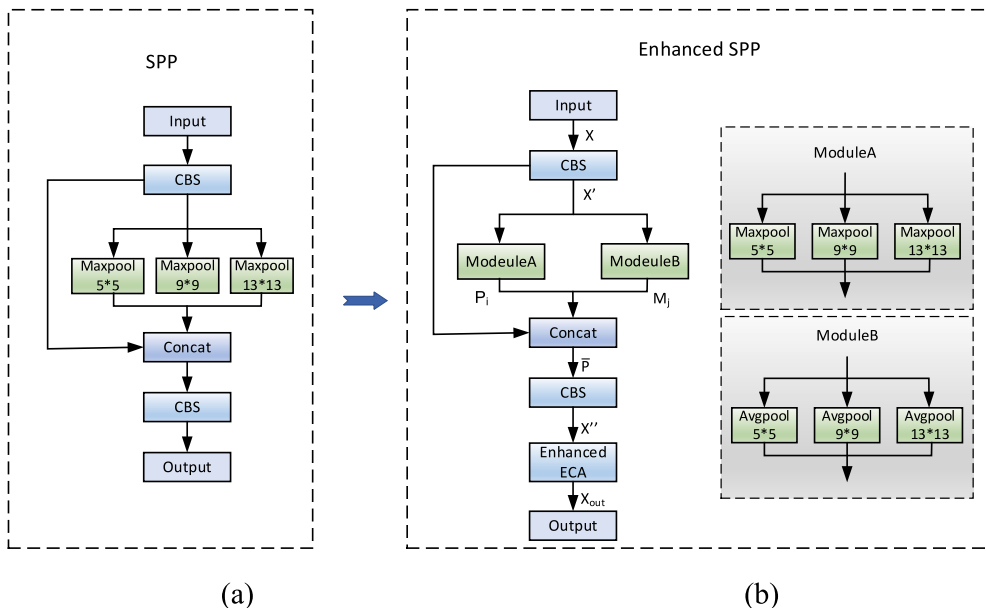 SPP
Input
CBS
Maxpool
5*5
Maxpool
9*9
Maxpool
13*13
Concat
CBS
Output
(a)
Enhanced SPP
Input
X
CBS
X'
ModeuleA
ModeuleB
Pi
Mj
Concat
P̅
CBS
X''
Enhanced
ECA
Xout
Output
ModuleA
Maxpool
5*5
Maxpool
9*9
Maxpool
13*13
ModuleB
Avgpool
5*5
Avgpool
9*9
Avgpool
13*13
(b)